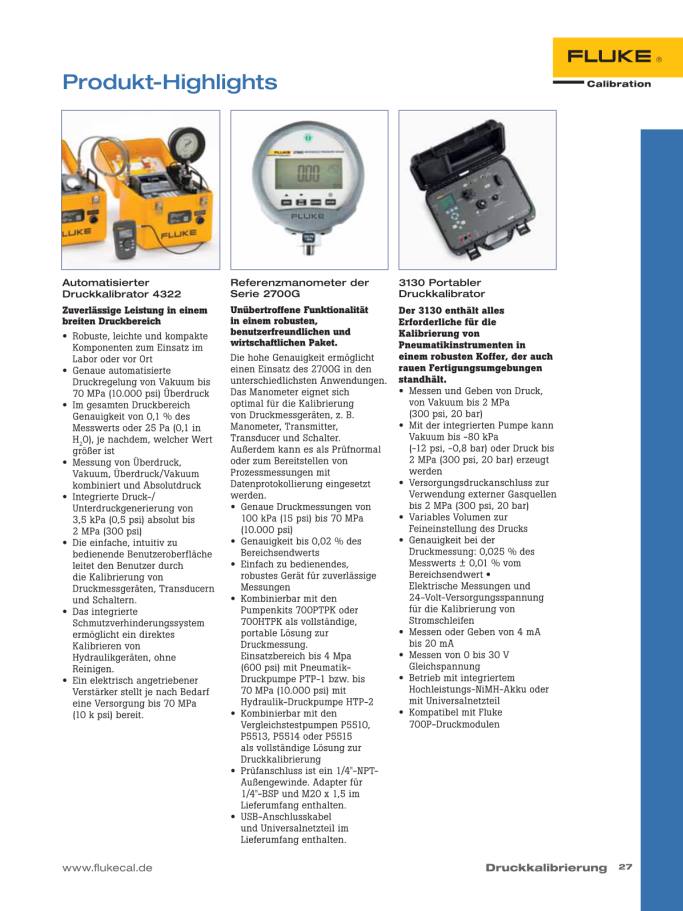 FLUKE ®
Calibration
Produkt-Highlights
FLUKE
FLUKE
FLUKE
Automatisierter
Druckkalibrator 4322
Zuverlässige Leistung in einem
breiten Druckbereich
• Robuste, leichte und kompakte
Komponenten zum Einsatz im
Labor oder vor Ort
• Genaue automatisierte
Druckregelung von Vakuum bis
70 MPa (10.000 psi) Überdruck
• Im gesamten Druckbereich
Genauigkeit von 0,1 % des
Messwerts oder 25 Pa (0,1 in
H₂0), je nachdem, welcher Wert
größer ist
• Messung von Überdruck,
Vakuum, Überdruck/Vakuum
kombiniert und Absolutdruck
• Integrierte Druck-/
Unterdruckgenerierung von
3,5 kPa (0,5 psi) absolut bis
2 MPa (300 psi)
• Die einfache, intuitiv zu
bedienende Benutzeroberfläche
leitet den Benutzer durch
die Kalibrierung von
Druckmessgeräten, Transducern
und Schaltern.
• Das integrierte
Schmutzverhinderungssystem
ermöglicht ein direktes
Kalibrieren von
Hydraulikgeräten, ohne
Reinigen.
• Ein elektrisch angetriebener
Verstärker stellt je nach Bedarf
eine Versorgung bis 70 MPa
(10 k psi) bereit.
Referenzmanometer der
Serie 2700G
Unübertroffene Funktionalität
in einem robusten,
benutzerfreundlichen und
wirtschaftlichen Paket.
Die hohe Genauigkeit ermöglicht
einen Einsatz des 2700G in den
unterschiedlichsten Anwendungen.
Das Manometer eignet sich
optimal für die Kalibrierung
von Druckmessgeräten, z. B.
Manometer, Transmitter,
Transducer und Schalter.
Außerdem kann es als Prüfnormal
oder zum Bereitstellen von
Prozessmessungen mit
Datenprotokollierung eingesetzt
werden.
• Genaue Druckmessungen von
100 kPa (15 psi) bis 70 MPa
(10.000 psi)
• Genauigkeit bis 0,02 % des
Bereichsendwerts
• Einfach zu bedienendes,
robustes Gerät für zuverlässige
Messungen
• Kombinierbar mit den
Pumpenkits 700PTPK oder
700HTPK als vollständige,
portable Lösung zur
Druckmessung.
Einsatzbereich bis 4 Mpa
(600 psi) mit Pneumatik-
Druckpumpe PTP-1 bzw. bis
70 MPa (10.000 psi) mit
Hydraulik-Druckpumpe HTP-2
• Kombinierbar mit den
Vergleichstestpumpen P5510,
P5513, P5514 oder P5515
als vollständige Lösung zur
Druckkalibrierung
• Prüfanschluss ist ein 1/4"-NPT-
Außengewinde. Adapter für
1/4"-BSP und M20 x 1,5 im
Lieferumfang enthalten.
• USB-Anschlusskabel
und Universalnetzteil im
Lieferumfang enthalten.
3130 Portabler
Druckkalibrator
Der 3130 enthält alles
Erforderliche für die
Kalibrierung von
Pneumatikinstrumenten in
einem robusten Koffer, der auch
rauen Fertigungsumgebungen
standhält.
• Messen und Geben von Druck,
von Vakuum bis 2 MPa
(300 psi, 20 bar)
• Mit der integrierten Pumpe kann
Vakuum bis -80 kPa
(-12 psi, -0,8 bar) oder Druck bis
2 MPa (300 psi, 20 bar) erzeugt
werden
• Versorgungsdruckanschluss zur
Verwendung externer Gasquellen
bis 2 MPa (300 psi, 20 bar)
• Variables Volumen zur
Feineinstellung des Drucks
• Genauigkeit bei der
Druckmessung: 0,025 % des
Messwerts ± 0,01 % vom
Bereichsendwert •
Elektrische Messungen und
24-Volt-Versorgungsspannung
für die Kalibrierung von
Stromschleifen
• Messen oder Geben von 4 mA
bis 20 mA
• Messen von 0 bis 30 V
Gleichspannung
• Betrieb mit integriertem
Hochleistungs-NiMH-Akku oder
mit Universalnetzteil
• Kompatibel mit Fluke
700P-Druckmodulen
www.flukecal.de
Druckkalibrierung 27